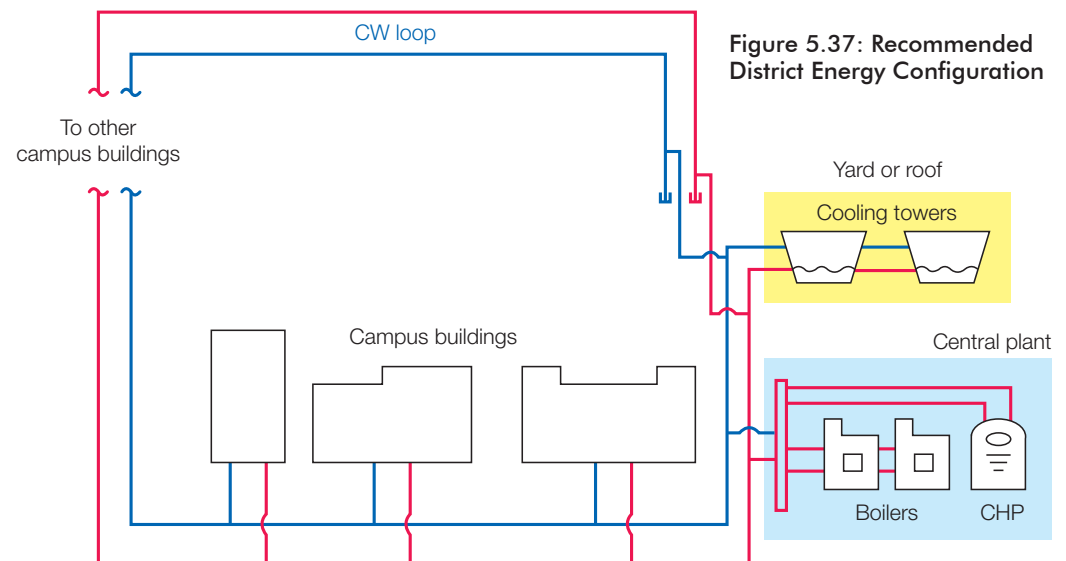 CW loop
Figure 5.37: Recommended
District Energy Configuration
To other
campus buildings
Yard or roof
Cooling towers
Campus buildings
Central plant
Boilers
CHP